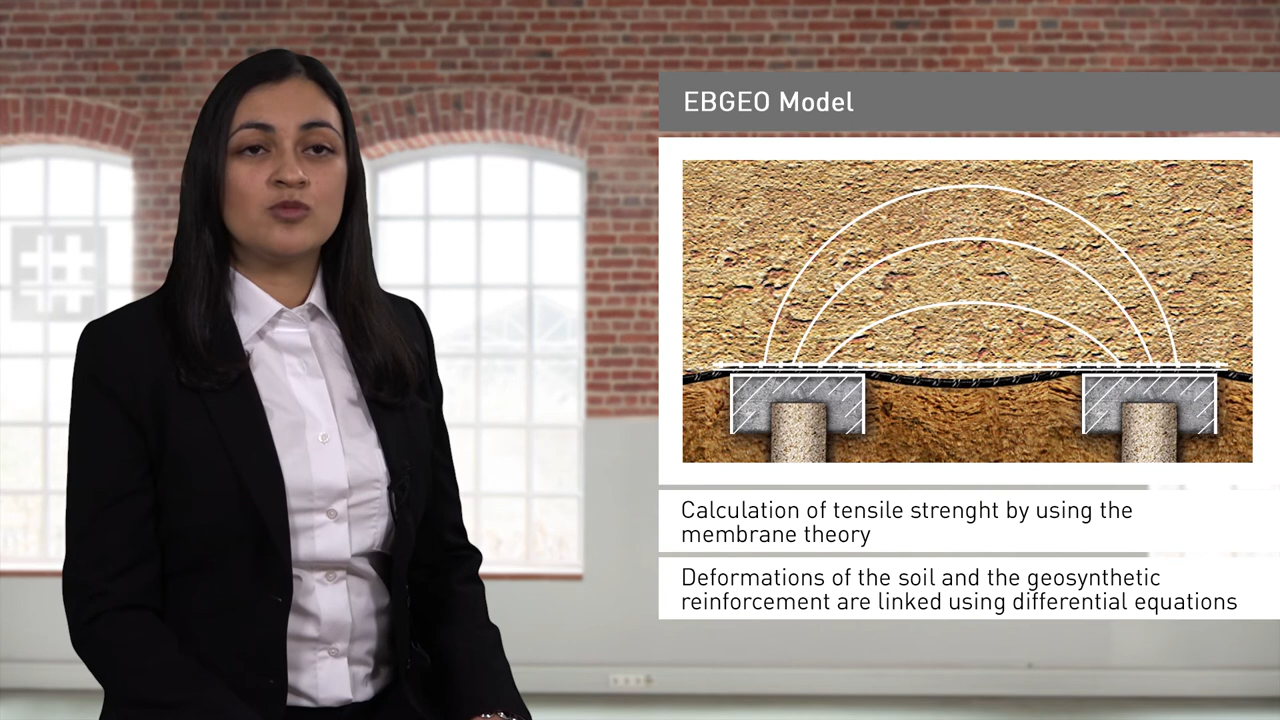 EBGEO Model
Calculation of tensile strenght by using the
membrane theory
Deformations of the soil and the geosynthetic
reinforcement are linked using differential equations